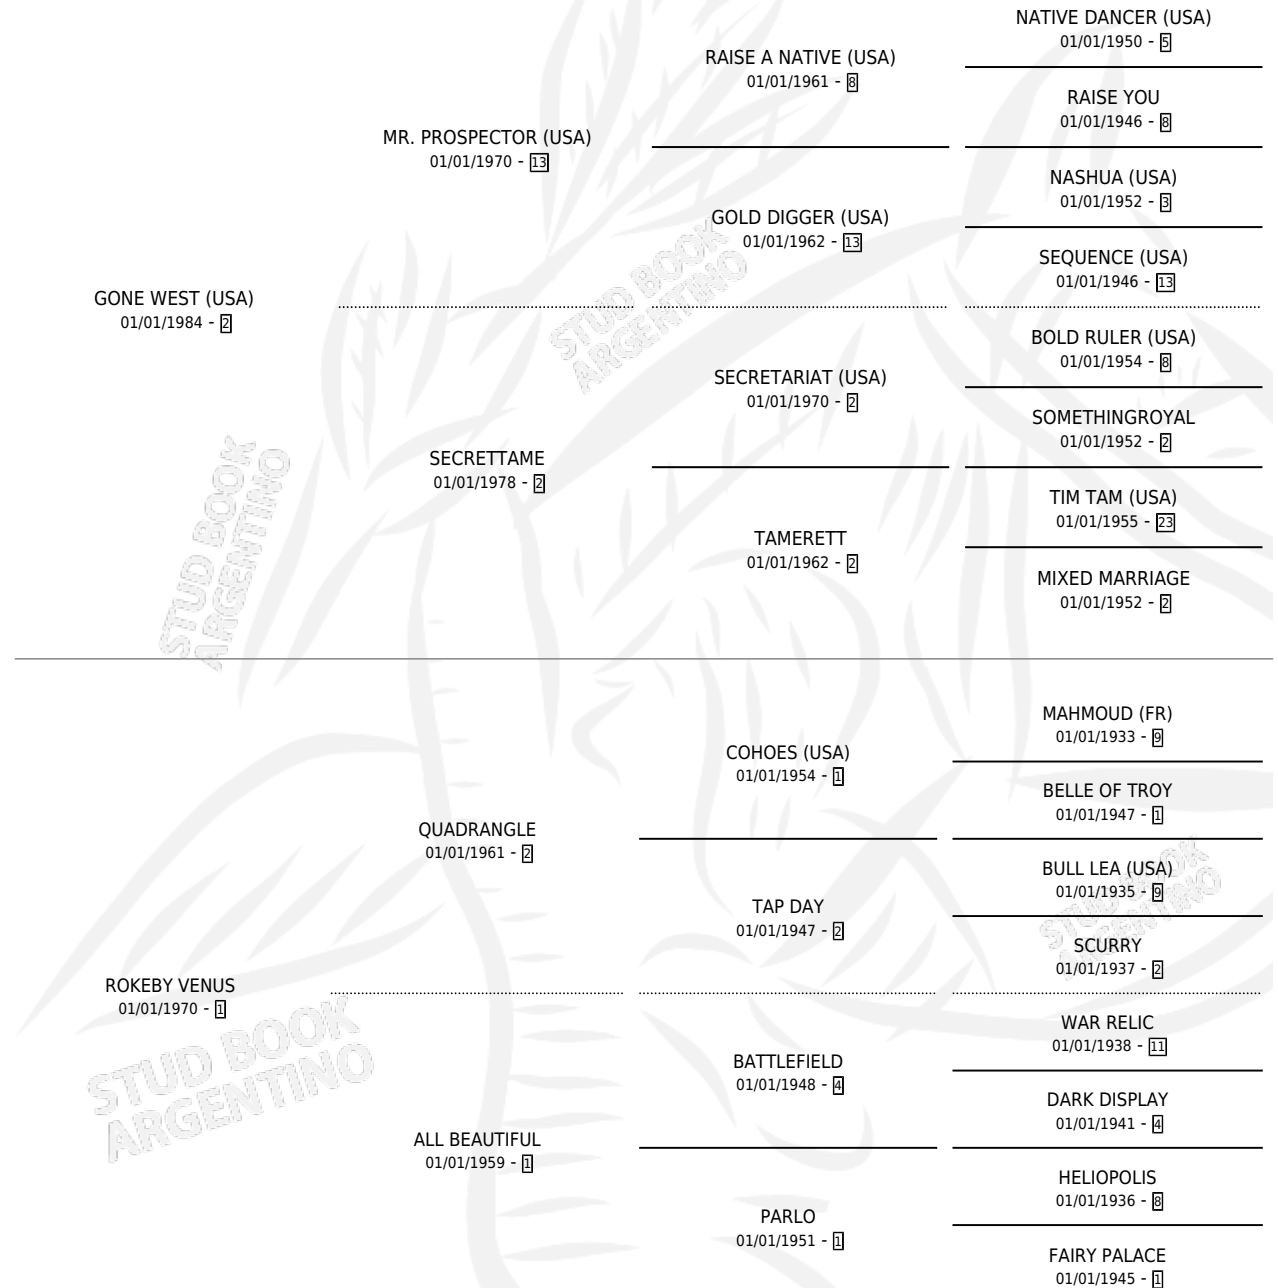 NATIVE DANCER (USA)
01/01/1950 - 5
RAISE A NATIVE (USA)
01/01/1961 - 8
RAISE YOU
01/01/1946 - 8
MR. PROSPECTOR (USA)
01/01/1970 - 13
NASHUA (USA)
01/01/1952 - 3
GOLD DIGGER (USA)
01/01/1962 - 13
SEQUENCE (USA)
01/01/1946 - 13
GONE WEST (USA)
01/01/1984 - 2
BOLD RULER (USA)
01/01/1954 - 8
SECRETARIAT (USA)
01/01/1970 - 2
SOMETHINGROYAL
01/01/1952 - 2
SECRETTAME
01/01/1978 - 2
TIM TAM (USA)
01/01/1955 - 23
TAMERETT
01/01/1962 - 2
MIXED MARRIAGE
01/01/1952 - 2
MAHMOUD (FR)
01/01/1933 - 9
COHOES (USA)
01/01/1954 - 1
BELLE OF TROY
01/01/1947 - 1
QUADRANGLE
01/01/1961 - 2
BULL LEA (USA)
01/01/1935 - 9
TAP DAY
01/01/1947 - 2
SCURRY
01/01/1937 - 2
ROKEBY VENUS
01/01/1970 - 1
WAR RELIC
01/01/1938 - 11
BATTLEFIELD
01/01/1948 - 4
DARK DISPLAY
01/01/1941 - 4
ALL BEAUTIFUL
01/01/1959 - 1
HELIOPOLIS
01/01/1936 - 8
PARLO
01/01/1951 - 1
FAIRY PALACE
01/01/1945 - 1
STUD BOOK
ARGENTINO
STUD BOOK
ARGENTINO
STUD BOOK
ARGENTINO
STUD BOOK
ARGENTINO